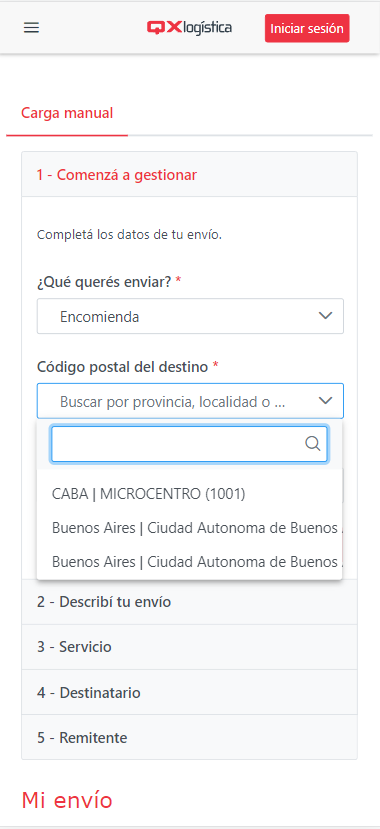 QX logística
Iniciar sesión
Carga manual
1 - Comenzá a gestionar
Completá los datos de tu envío.
¿Qué querés enviar? *
Encomienda
Código postal del destino *
Buscar por provincia, localidad o ...
CABA | MICROCENTRO (1001)
Buenos Aires | Ciudad Autonoma de Buenos
Buenos Aires | Ciudad Autonoma de Buenos
2 - Describí tu envío
3 - Servicio
4 - Destinatario
5 - Remitente
Mi envío